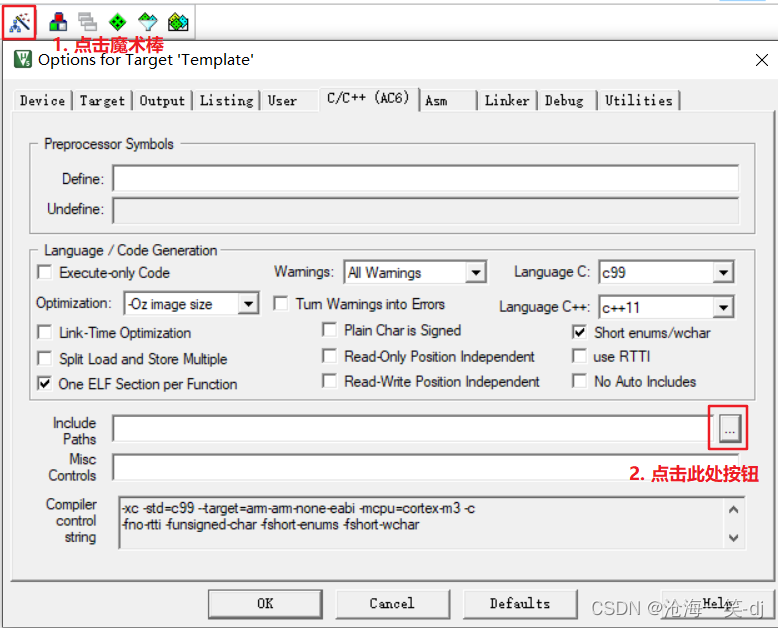 1. 点击魔术棒
Options for Target 'Template'
Device Target Output Listing User C/C++ (AC6) Asm Linker Debug Utilities
Preprocessor Symbols
Define:
Undefine:
Language / Code Generation
Execute-only Code Warnings: All Warnings Language C: c99
Optimization: -Oz image size Turn Warnings into Errors Language C++: c++11
Link-Time Optimization Plain Char is Signed Short enums/wchar
Split Load and Store Multiple Read-Only Position Independent use RTTI
One ELF Section per Function Read-Write Position Independent No Auto Includes
Include
Paths
...
Misc
Controls
2. 点击此处按钮
Compiler
control
string
-xc -std=c99 --target=arm-arm-none-eabi -mcpu=cortex-m3 -c
-fno-rtti -funsigned-char -fshort-enums -fshort-wchar
OK Cancel Defaults Help
CSDN @沧海一笑-dj